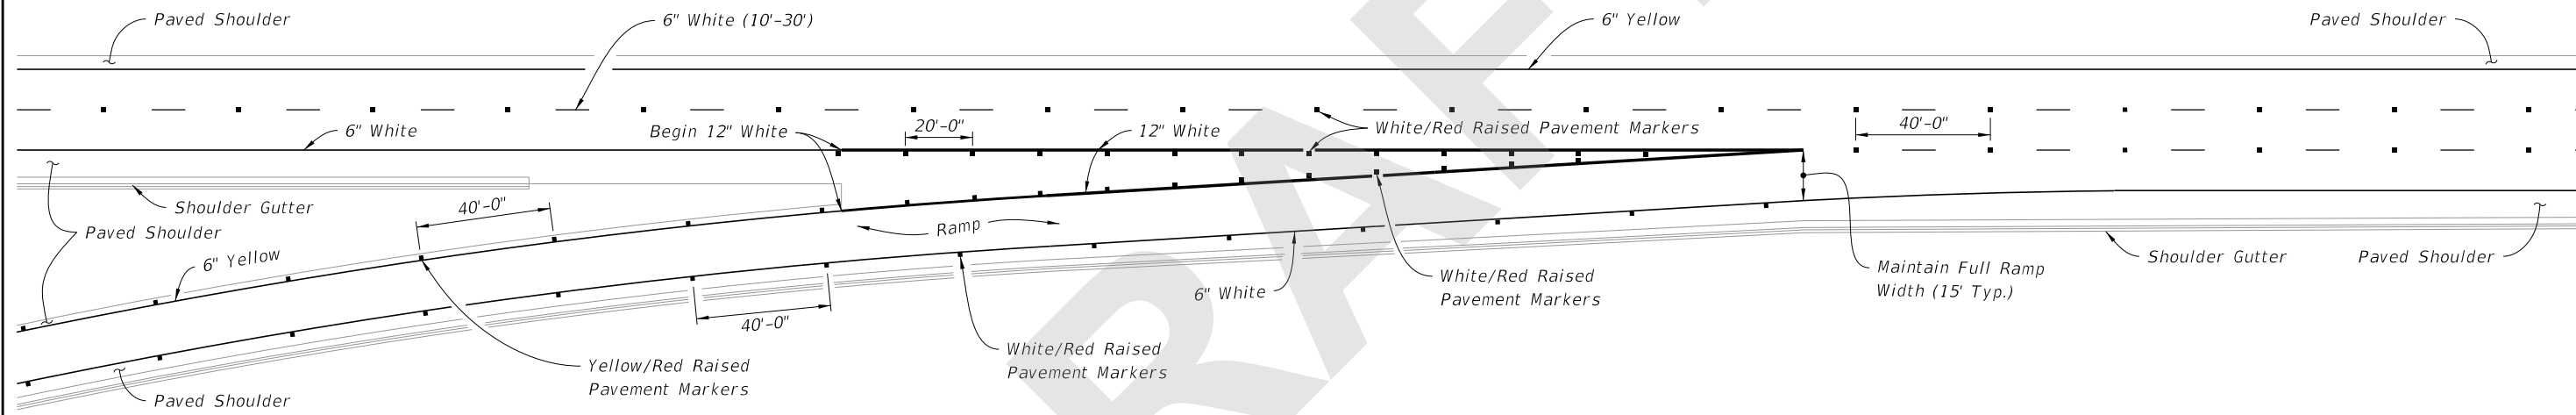 Paved Shoulder
6" White (10'-30')
6" Yellow
Paved Shoulder
6" White
Begin 12" White
20'-0"
12" White
White/Red Raised Pavement Markers
40'-0"
Shoulder Gutter
40'-0"
Paved Shoulder
Ramp
6" Yellow
Shoulder Gutter
Paved Shoulder
Maintain Full Ramp
Width (15' Typ.)
White/Red Raised
Pavement Markers
6" White
40'-0"
White/Red Raised
Pavement Markers
Yellow/Red Raised
Pavement Markers
Paved Shoulder
RAF